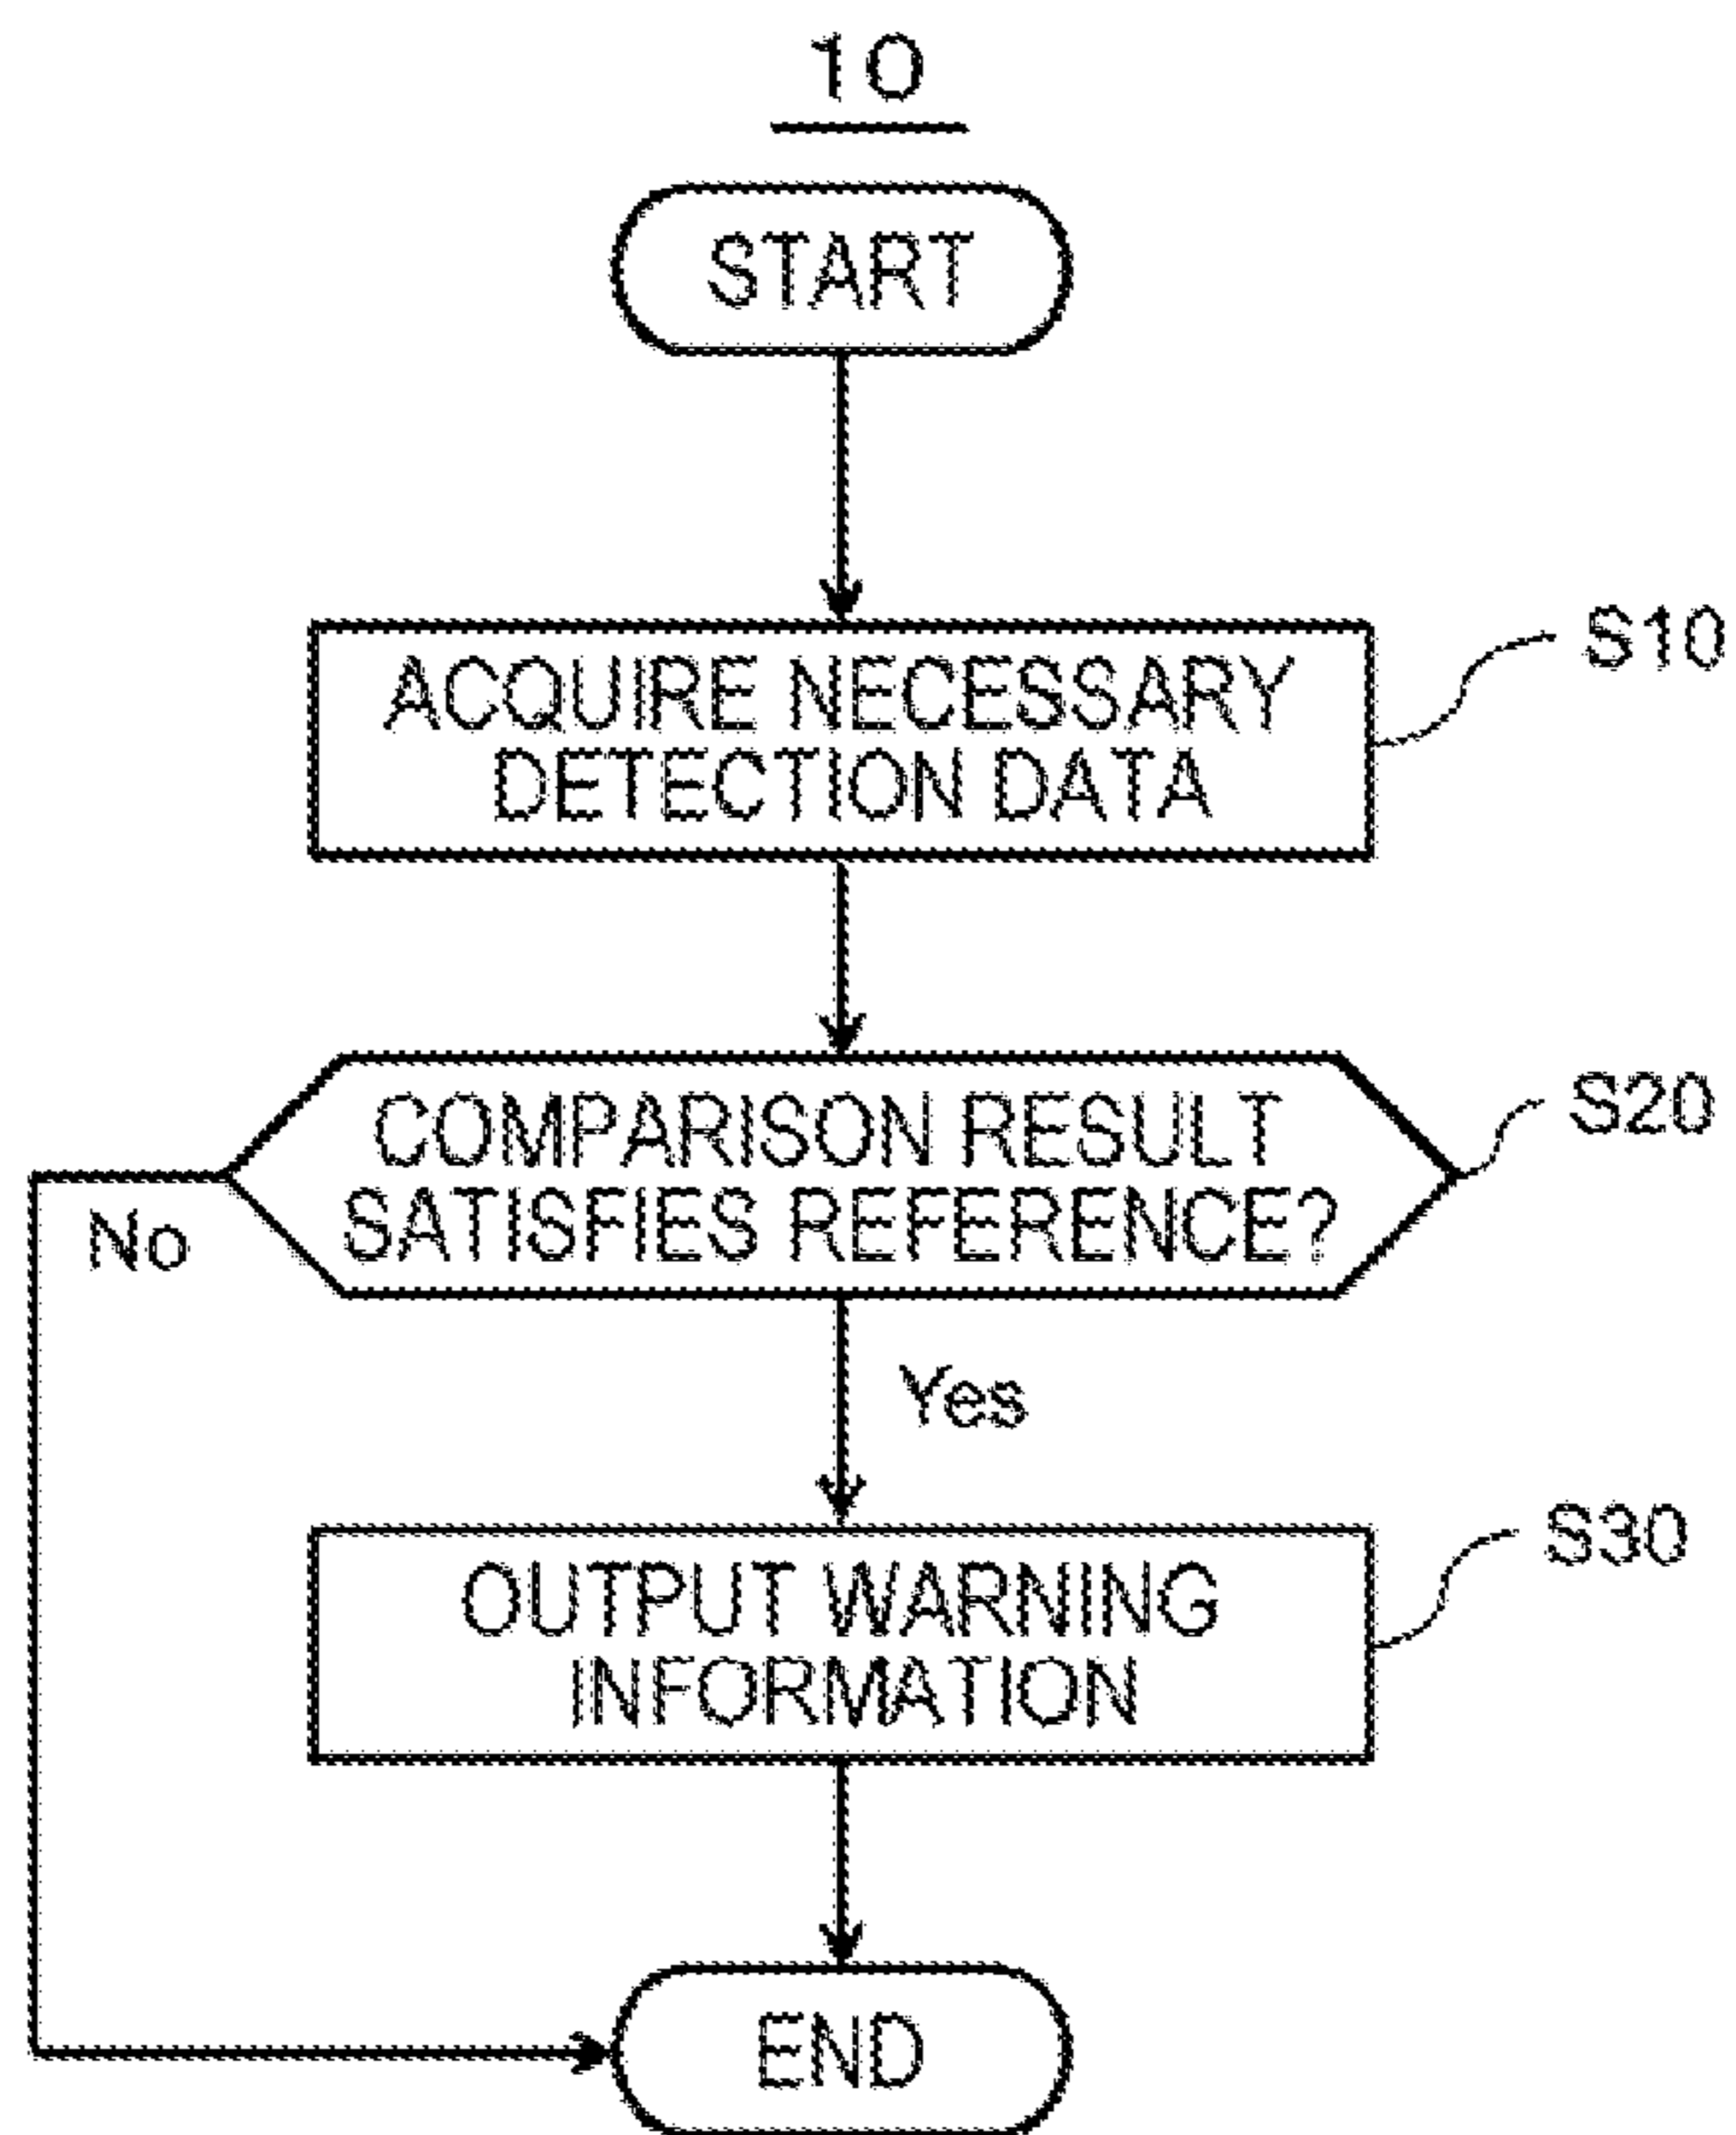 10
START
ACQUIRE NECESSARY
DETECTION DATA
S10
COMPARISON RESULT
SATISFIES REFERENCE?
S20
No
Yes
OUTPUT WARNING
INFORMATION
S30
END